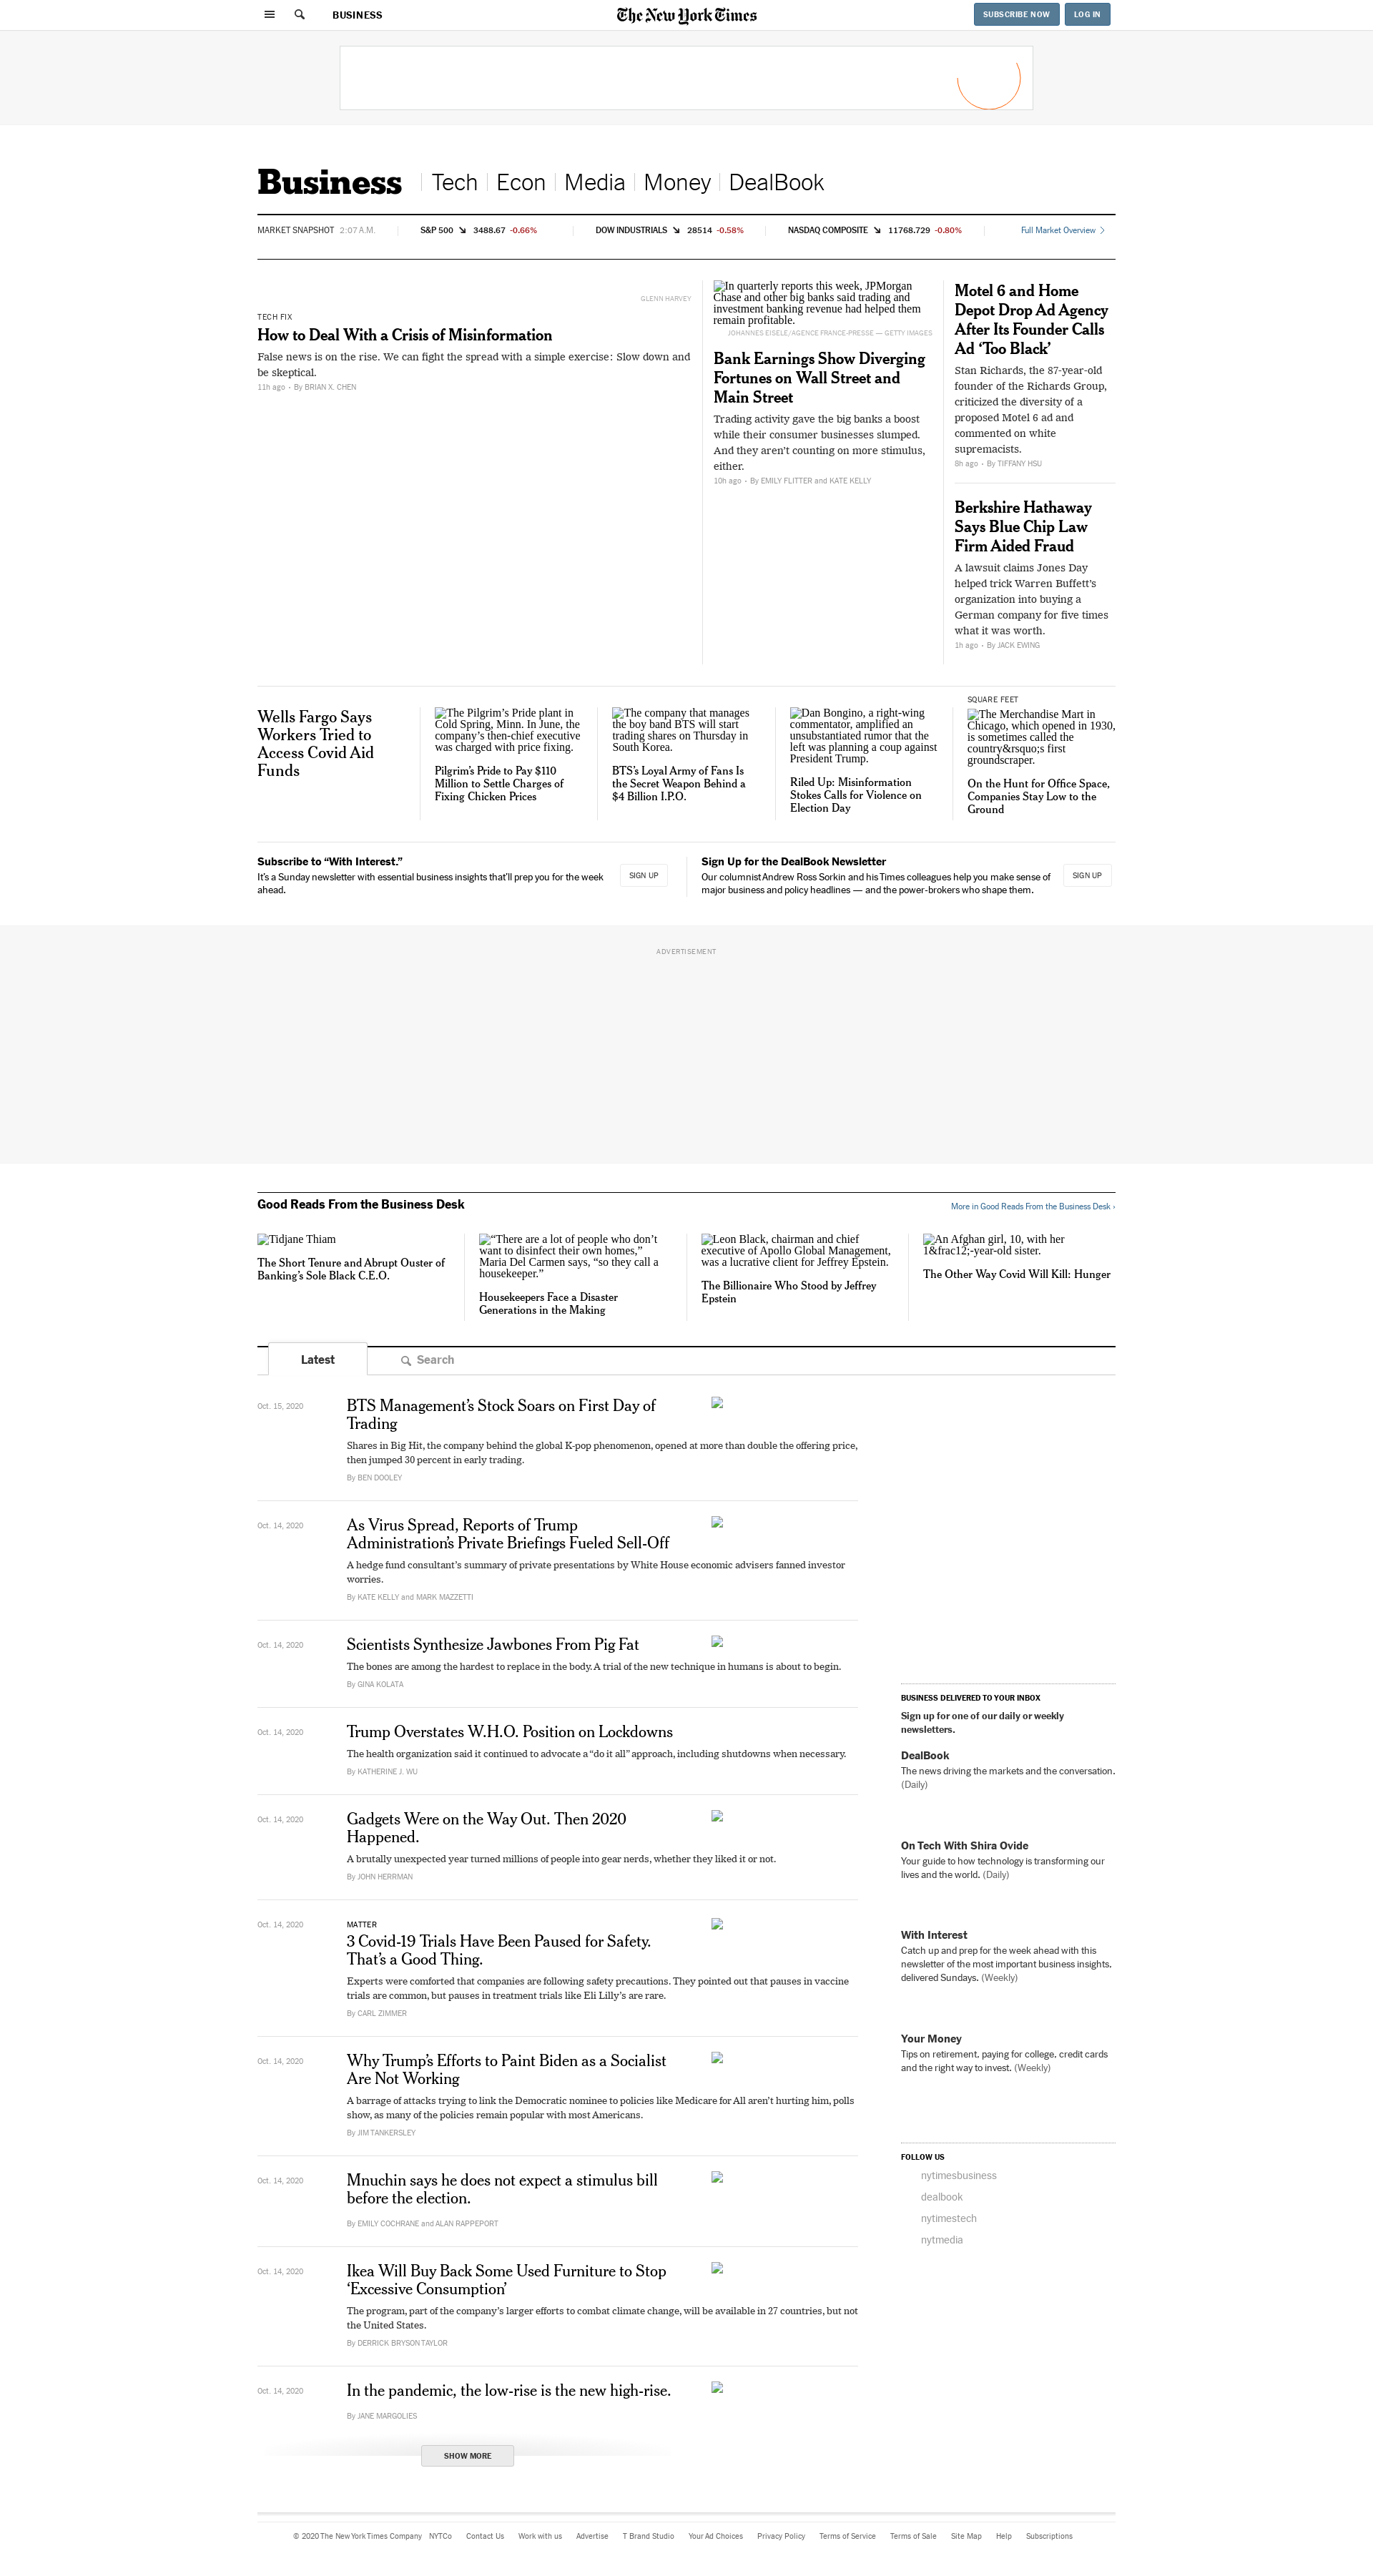 BUSINESS
The New York Times
SUBSCRIBE NOW
LOG IN
Business
Tech
Econ
Media
Money
DealBook
MARKET SNAPSHOT 2:07 A.M.
S&P 500 ↘ 3488.67 -0.66%
DOW INDUSTRIALS ↘ 28514 -0.58%
NASDAQ COMPOSITE ↘ 11768.729 -0.80%
Full Market Overview
GLENN HARVEY
TECH FIX
How to Deal With a Crisis of Misinformation
False news is on the rise. We can fight the spread with a simple exercise: Slow down and
be skeptical.
11h ago • By BRIAN X. CHEN
In quarterly reports this week, JPMorgan
Chase and other big banks said trading and
investment banking revenue had helped them
remain profitable.
JOHANNES EISELE/AGENCE FRANCE-PRESSE — GETTY IMAGES
Bank Earnings Show Diverging
Fortunes on Wall Street and
Main Street
Trading activity gave the big banks a boost
while their consumer businesses slumped.
And they aren't counting on more stimulus,
either.
10h ago • By EMILY FLITTER and KATE KELLY
Motel 6 and Home
Depot Drop Ad Agency
After Its Founder Calls
Ad ‘Too Black’
Stan Richards, the 87-year-old
founder of the Richards Group,
criticized the diversity of a
proposed Motel 6 ad and
commented on white
supremacists.
8h ago • By TIFFANY HSU
Berkshire Hathaway
Says Blue Chip Law
Firm Aided Fraud
A lawsuit claims Jones Day
helped trick Warren Buffett’s
organization into buying a
German company for five times
what it was worth.
1h ago • By JACK EWING
Wells Fargo Says
Workers Tried to
Access Covid Aid
Funds
The Pilgrim’s Pride plant in
Cold Spring, Minn. In June, the
company’s then-chief executive
was charged with price fixing.
Pilgrim’s Pride to Pay $110
Million to Settle Charges of
Fixing Chicken Prices
The company that manages
the boy band BTS will start
trading shares on Thursday in
South Korea.
BTS’s Loyal Army of Fans Is
the Secret Weapon Behind a
$4 Billion I.P.O.
Dan Bongino, a right-wing
commentator, amplified an
unsubstantiated rumor that the
left was planning a coup against
President Trump.
Riled Up: Misinformation
Stokes Calls for Violence on
Election Day
SQUARE FEET
The Merchandise Mart in
Chicago, which opened in 1930,
is sometimes called the
country&rsquo;s first
groundscraper.
On the Hunt for Office Space,
Companies Stay Low to the
Ground
Subscribe to “With Interest.”
It’s a Sunday newsletter with essential business insights that’ll prep you for the week
ahead.
SIGN UP
Sign Up for the DealBook Newsletter
Our columnist Andrew Ross Sorkin and his Times colleagues help you make sense of
major business and policy headlines — and the power-brokers who shape them.
SIGN UP
ADVERTISEMENT
Good Reads From the Business Desk
More in Good Reads From the Business Desk ›
Tidjane Thiam
The Short Tenure and Abrupt Ouster of
Banking’s Sole Black C.E.O.
“There are a lot of people who don’t
want to disinfect their own homes,”
Maria Del Carmen says, “so they call a
housekeeper.”
Housekeepers Face a Disaster
Generations in the Making
Leon Black, chairman and chief
executive of Apollo Global Management,
was a lucrative client for Jeffrey Epstein.
The Billionaire Who Stood by Jeffrey
Epstein
An Afghan girl, 10, with her
1&frac12;-year-old sister.
The Other Way Covid Will Kill: Hunger
Latest
Search
Oct. 15, 2020
BTS Management’s Stock Soars on First Day of
Trading
Shares in Big Hit, the company behind the global K-pop phenomenon, opened at more than double the offering price,
then jumped 30 percent in early trading.
By BEN DOOLEY
Oct. 14, 2020
As Virus Spread, Reports of Trump
Administration’s Private Briefings Fueled Sell-Off
A hedge fund consultant’s summary of private presentations by White House economic advisers fanned investor
worries.
By KATE KELLY and MARK MAZZETTI
Oct. 14, 2020
Scientists Synthesize Jawbones From Pig Fat
The bones are among the hardest to replace in the body. A trial of the new technique in humans is about to begin.
By GINA KOLATA
Oct. 14, 2020
Trump Overstates W.H.O. Position on Lockdowns
The health organization said it continued to advocate a “do it all” approach, including shutdowns when necessary.
By KATHERINE J. WU
Oct. 14, 2020
Gadgets Were on the Way Out. Then 2020
Happened.
A brutally unexpected year turned millions of people into gear nerds, whether they liked it or not.
By JOHN HERRMAN
Oct. 14, 2020
MATTER
3 Covid-19 Trials Have Been Paused for Safety.
That’s a Good Thing.
Experts were comforted that companies are following safety precautions. They pointed out that pauses in vaccine
trials are common, but pauses in treatment trials like Eli Lilly’s are rare.
By CARL ZIMMER
Oct. 14, 2020
Why Trump’s Efforts to Paint Biden as a Socialist
Are Not Working
A barrage of attacks trying to link the Democratic nominee to policies like Medicare for All aren’t hurting him, polls
show, as many of the policies remain popular with most Americans.
By JIM TANKERSLEY
Oct. 14, 2020
Mnuchin says he does not expect a stimulus bill
before the election.
By EMILY COCHRANE and ALAN RAPPEPORT
Oct. 14, 2020
Ikea Will Buy Back Some Used Furniture to Stop
‘Excessive Consumption’
The program, part of the company’s larger efforts to combat climate change, will be available in 27 countries, but not
the United States.
By DERRICK BRYSON TAYLOR
Oct. 14, 2020
In the pandemic, the low-rise is the new high-rise.
By JANE MARGOLIES
SHOW MORE
BUSINESS DELIVERED TO YOUR INBOX
Sign up for one of our daily or weekly
newsletters.
DealBook
The news driving the markets and the conversation.
(Daily)
On Tech With Shira Ovide
Your guide to how technology is transforming our
lives and the world. (Daily)
With Interest
Catch up and prep for the week ahead with this
newsletter of the most important business insights,
delivered Sundays. (Weekly)
Your Money
Tips on retirement, paying for college, credit cards
and the right way to invest. (Weekly)
FOLLOW US
nytimesbusiness
dealbook
nytimestech
nytmedia
© 2020 The New York Times Company NYTCo Contact Us Work with us Advertise T Brand Studio Your Ad Choices Privacy Policy Terms of Service Terms of Sale Site Map Help Subscriptions